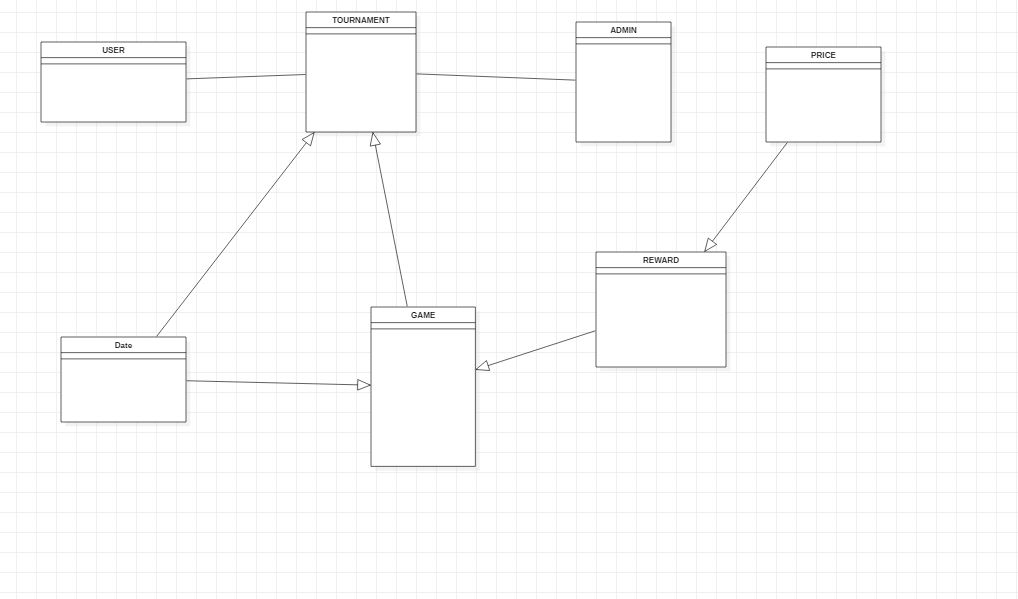 TOURNAMENT
ADMIN
USER
PRICE
REWARD
GAME
Date